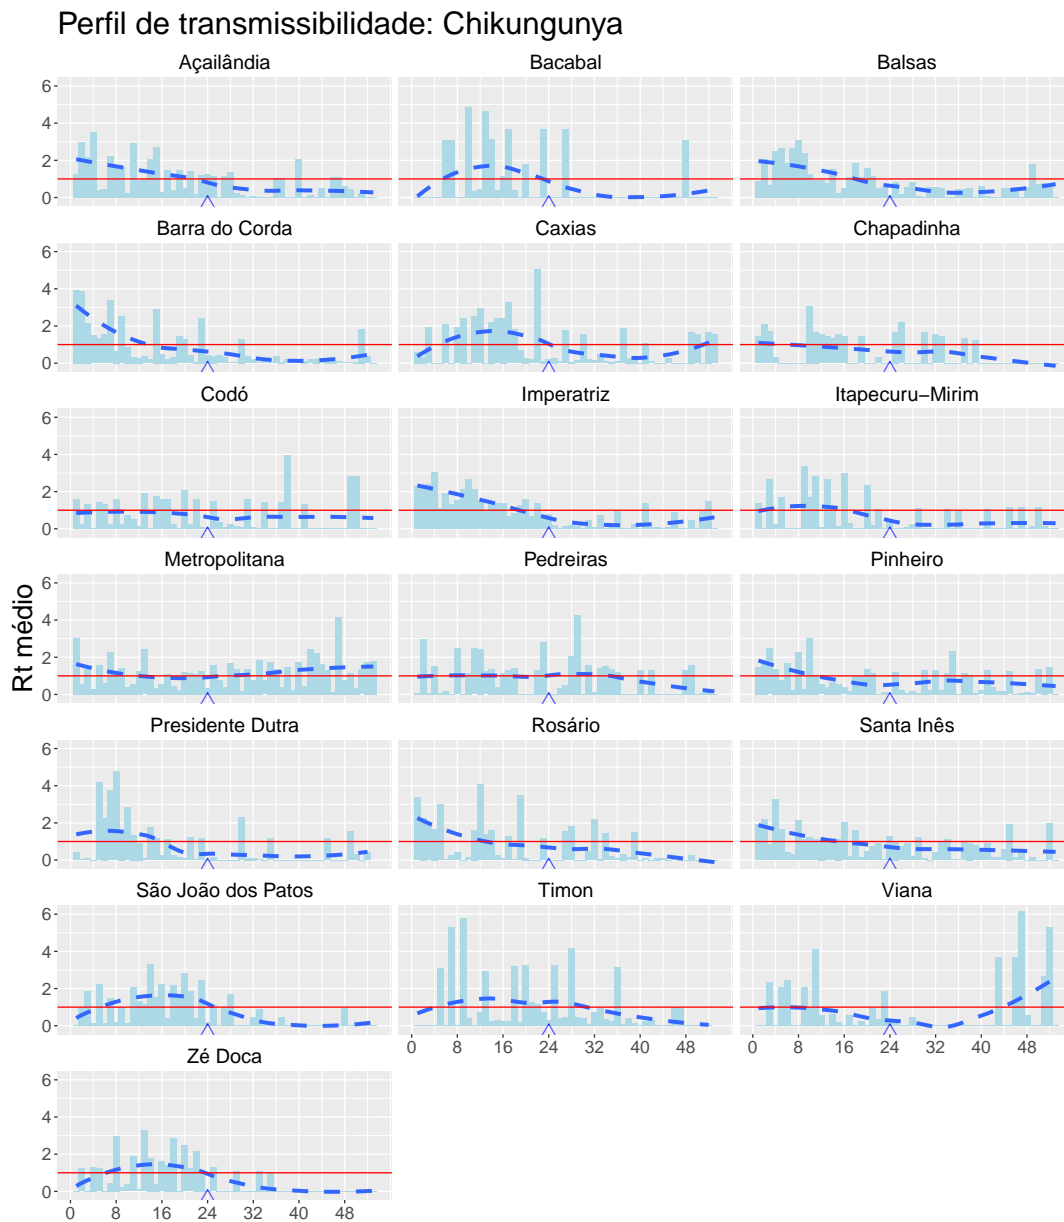 Perfil de transmissibilidade: Chikungunya
Açailândia Bacabal Balsas
6
4
2
0
Barra do Corda Caxias Chapadinha
6
4
2
0
Codó Imperatriz Itapecuru−Mirim
6
4
2
0
Metropolitana Pedreiras Pinheiro
6
4
2
0
Rt médio
Presidente Dutra Rosário Santa Inês
6
4
2
0
São João dos Patos Timon Viana
6
4
2
0
0 8 16 24 32 40 48 0 8 16 24 32 40 48
Zé Doca
6
4
2
0
0 8 16 24 32 40 48